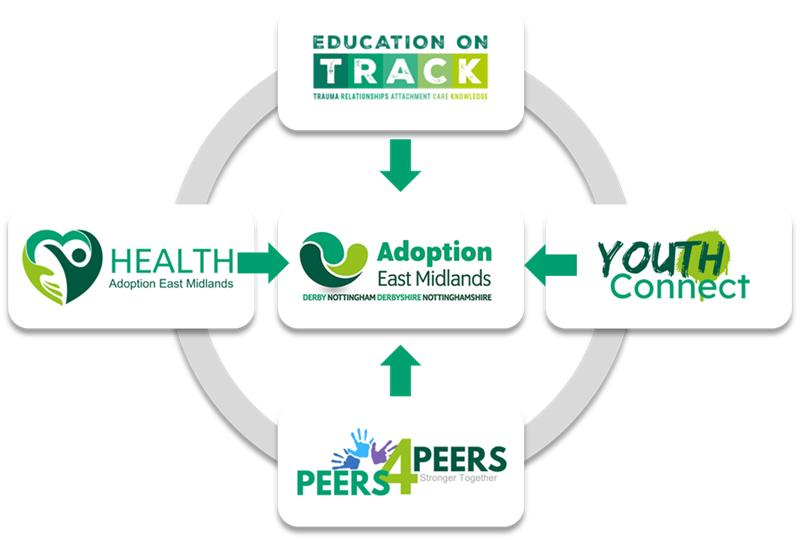 EDUCATION ON
TRACK
TRAUMA RELATIONSHIPS ATTACHMENT CARE KNOWLEDGE
HEALTH
Adoption East Midlands
Adoption
East Midlands
DERBY NOTTINGHAM DERBYSHIRE NOTTINGHAMSHIRE
YOUTH
Connect
PEERS4PEERS
Stronger Together